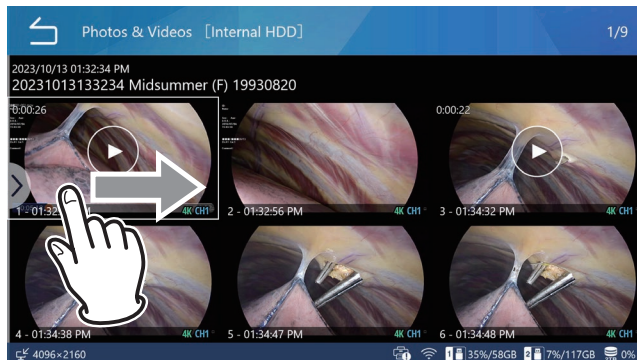 Photos & Videos [Internal HDD]
1/9
2023/10/13 01:32:34 PM
20231013133234 Midsummer (F) 19930820
0:00:26
0:00:22
1 - 01:32
4K CH1
2 - 01:32:56 PM
4K CH1
3 - 01:34:32 PM
4K CH1
4 - 01:34:38 PM
4K CH1
5 - 01:34:47 PM
4K CH1
6 - 01:34:48 PM
4K CH1
4096×2160
1
35%/58GB
2
7%/117GB
0%